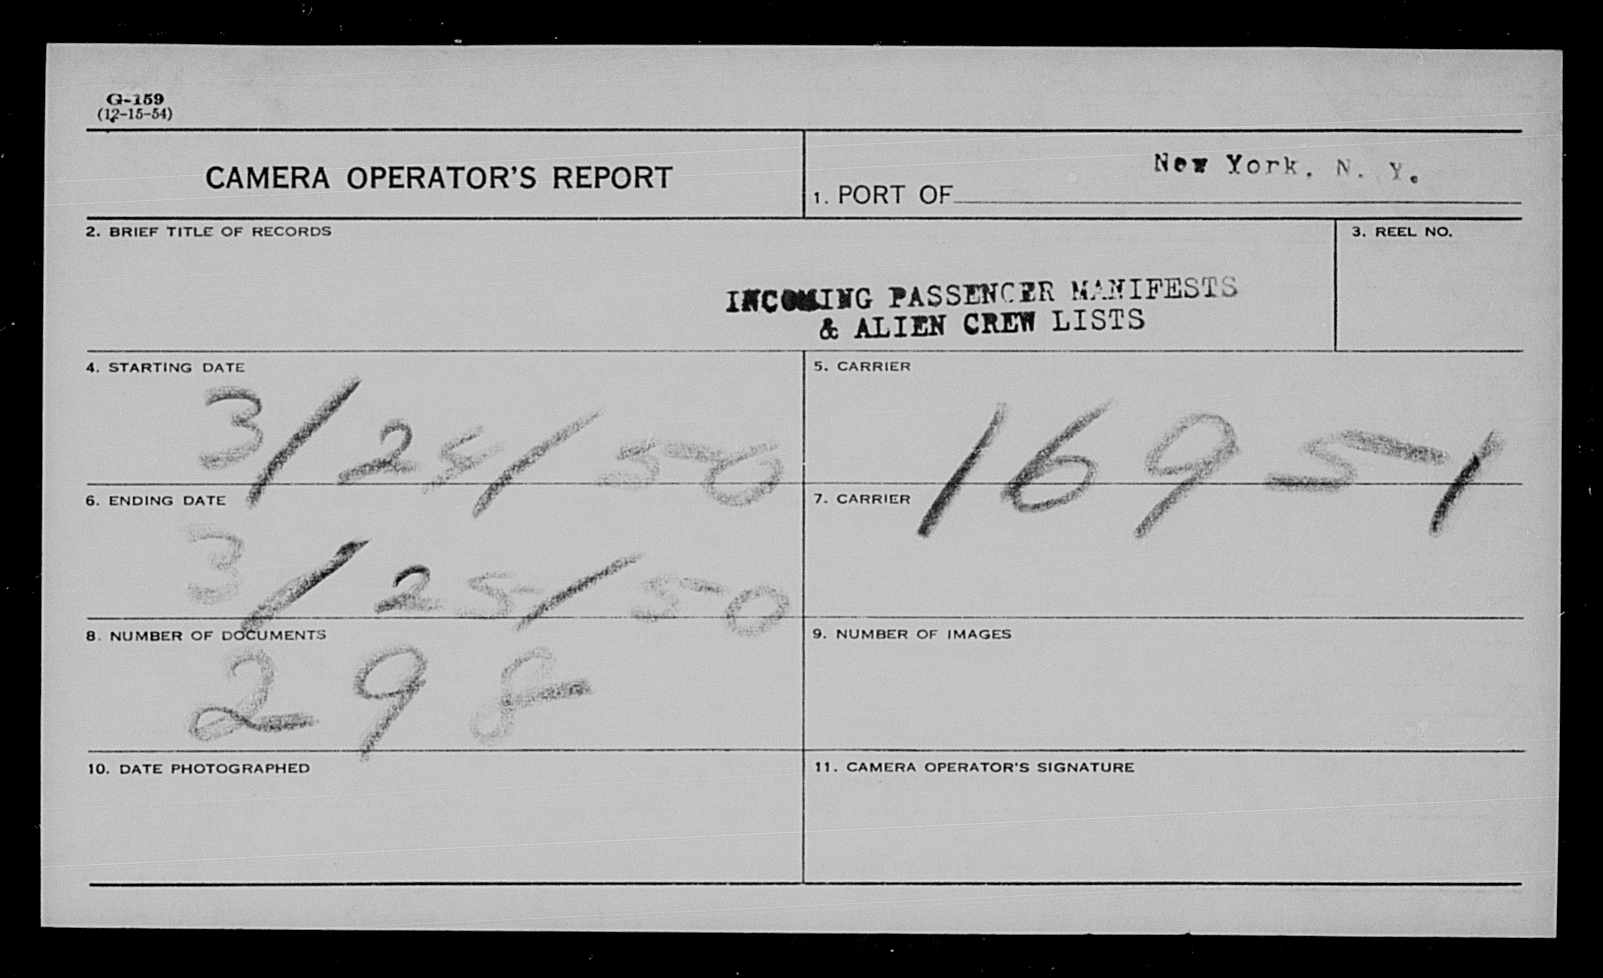 G-159
(12-15-54)
CAMERA OPERATOR'S REPORT
1. PORT OF New York, N. Y.
2. BRIEF TITLE OF RECORDS
INCOMING PASSENGER MANIFESTS
& ALIEN CREW LISTS
3. REEL NO.
4. STARTING DATE
3/25/50
5. CARRIER
16951
6. ENDING DATE
3/25/50
7. CARRIER
8. NUMBER OF DOCUMENTS
298
9. NUMBER OF IMAGES
10. DATE PHOTOGRAPHED
11. CAMERA OPERATOR'S SIGNATURE